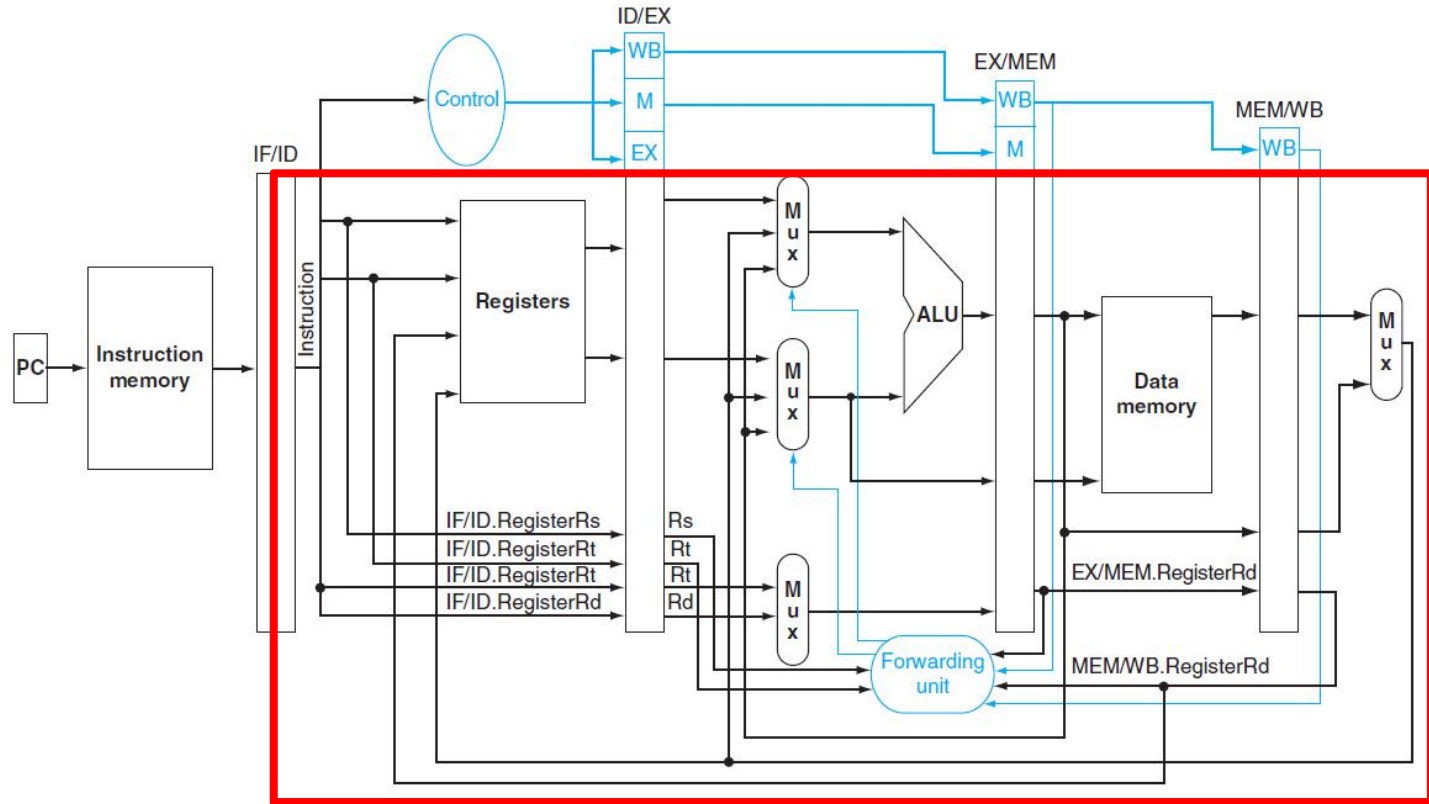 ID/EX
WB
EX/MEM
Control
M
WB
MEM/WB
IF/ID
EX
M
WB
M
u
x
Instruction
Registers
ALU
M
u
x
PC
Instruction
memory
M
u
x
Data
memory
IF/ID.RegisterRs
Rs
IF/ID.RegisterRt
Rt
IF/ID.RegisterRt
Rt
IF/ID.RegisterRd
Rd
M
u
x
EX/MEM.RegisterRd
Forwarding
unit
MEM/WB.RegisterRd